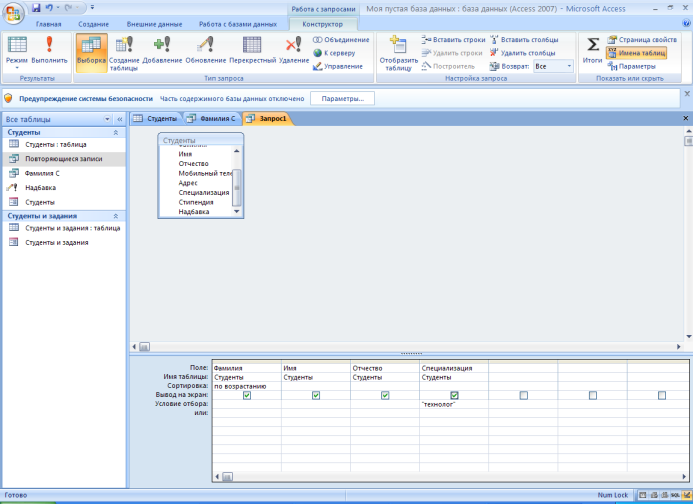 Работа с запросами
Моя пустая база данных : база данных (Access 2007) - Microsoft Access
Главная
Создание
Внешние данные
Работа с базами данных
Конструктор
Режим
Выполнить
Результаты
Выборка
Создание таблицы
Добавление
Обновление
Перекрестный
Удаление
Объединение
К серверу
Управление
Тип запроса
Отобразить таблицу
Вставить строки
Удалить строки
Построитель
Вставить столбцы
Удалить столбцы
Возврат: Все
Настройка запроса
Итоги
Страница свойств
Имена таблиц
Параметры
Показать или скрыть
Предупреждение системы безопасности Часть содержимого базы данных отключено Параметры...
Все таблицы
Студенты
Студенты : таблица
Повторяющиеся записи
Фамилия С
Надбавка
Студенты
Студенты и задания
Студенты и задания : таблица
Студенты и задания
Студенты
Фамилия С
Запрос1
Студенты
Имя
Отчество
Мобильный теле
Адрес
Специализация
Стипендия
Надбавка
Поле: Фамилия Имя Отчество Специализация
Имя таблицы: Студенты Студенты Студенты Студенты
Сортировка: по возрастанию
Вывод на экран:
Условие отбора: "технолог"
или:
Готово
Num Lock
SQL